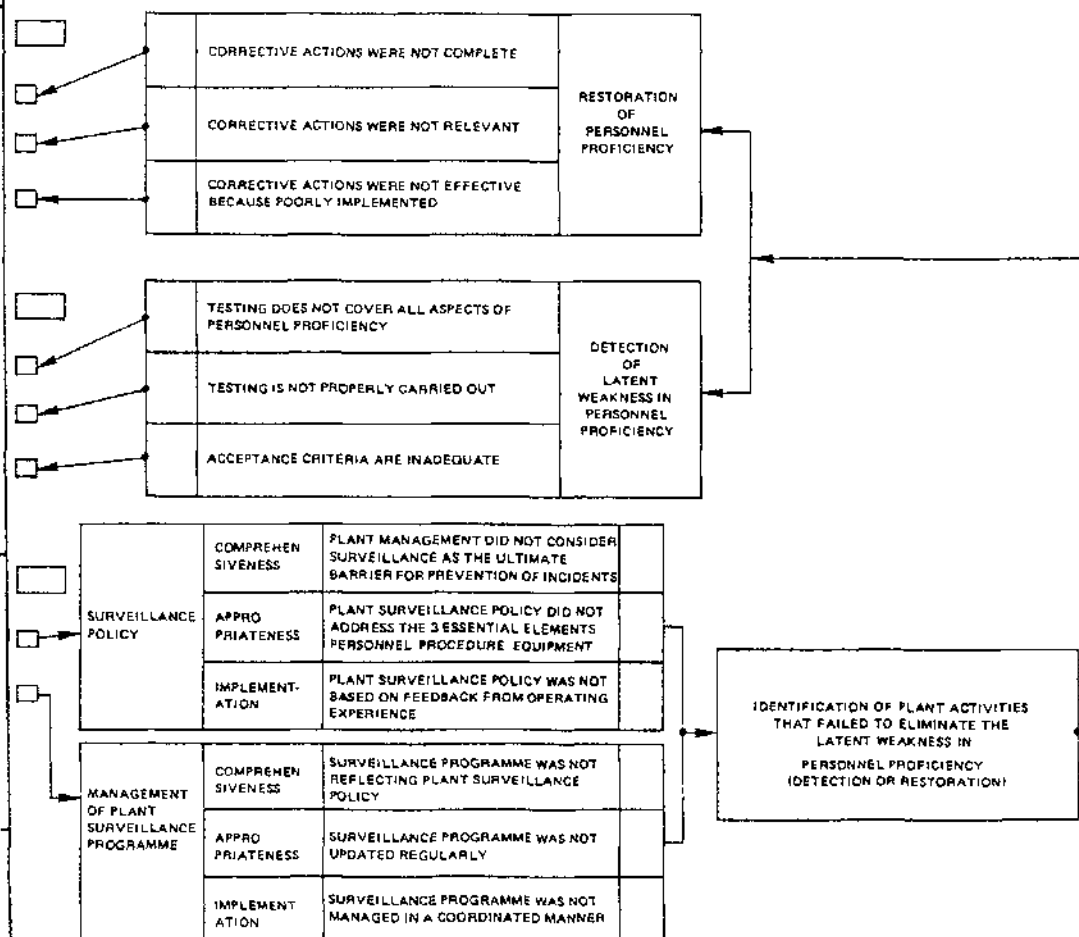 CORRECTIVE ACTIONS WERE NOT COMPLETE
CORRECTIVE ACTIONS WERE NOT RELEVANT
CORRECTIVE ACTIONS WERE NOT EFFECTIVE
BECAUSE POORLY IMPLEMENTED
RESTORATION
OF
PERSONNEL
PROFICIENCY
TESTING DOES NOT COVER ALL ASPECTS OF
PERSONNEL PROFICIENCY
TESTING IS NOT PROPERLY CARRIED OUT
ACCEPTANCE CRITERIA ARE INADEQUATE
DETECTION
OF
LATENT
WEAKNESS IN
PERSONNEL
PROFICIENCY
SURVEILLANCE
POLICY
COMPREHEN
SIVENESS
PLANT MANAGEMENT DID NOT CONSIDER
SURVEILLANCE AS THE ULTIMATE
BARRIER FOR PREVENTION OF INCIDENTS
APPRO
PRIATENESS
PLANT SURVEILLANCE POLICY DID NOT
ADDRESS THE 3 ESSENTIAL ELEMENTS
PERSONNEL PROCEDURE EQUIPMENT
IMPLEMENT-
ATION
PLANT SURVEILLANCE POLICY WAS NOT
BASED ON FEEDBACK FROM OPERATING
EXPERIENCE
MANAGEMENT
OF PLANT
SURVEILLANCE
PROGRAMME
COMPREHEN
SIVENESS
SURVEILLANCE PROGRAMME WAS NOT
REFLECTING PLANT SURVEILLANCE
POLICY
APPRO
PRIATENESS
SURVEILLANCE PROGRAMME WAS NOT
UPDATED REGULARLY
IMPLEMENT
ATION
SURVEILLANCE PROGRAMME WAS NOT
MANAGED IN A COORDINATED MANNER
IDENTIFICATION OF PLANT ACTIVITIES
THAT FAILED TO ELIMINATE THE
LATENT WEAKNESS IN
PERSONNEL PROFICIENCY
(DETECTION OR RESTORATION)